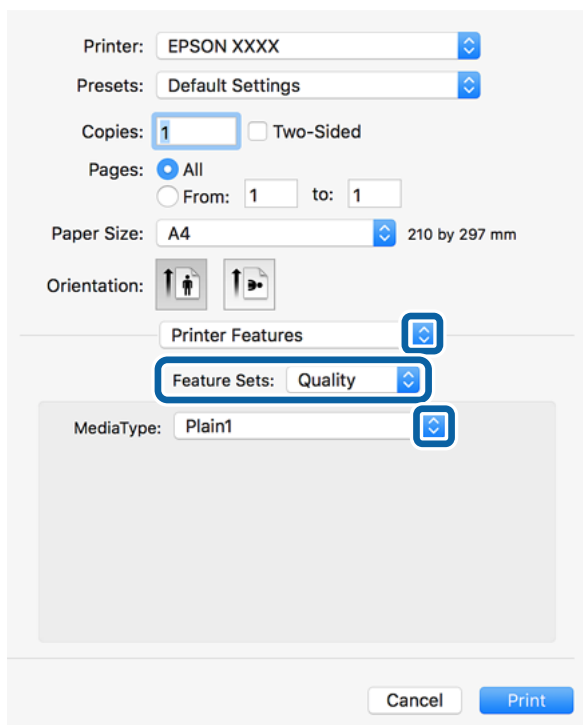 Printer: EPSON XXXX
Presets: Default Settings
Copies: 1 Two-Sided
Pages: All
From: 1 to: 1
Paper Size: A4 210 by 297 mm
Orientation:
Printer Features
Feature Sets: Quality
MediaType: Plain1
Cancel Print